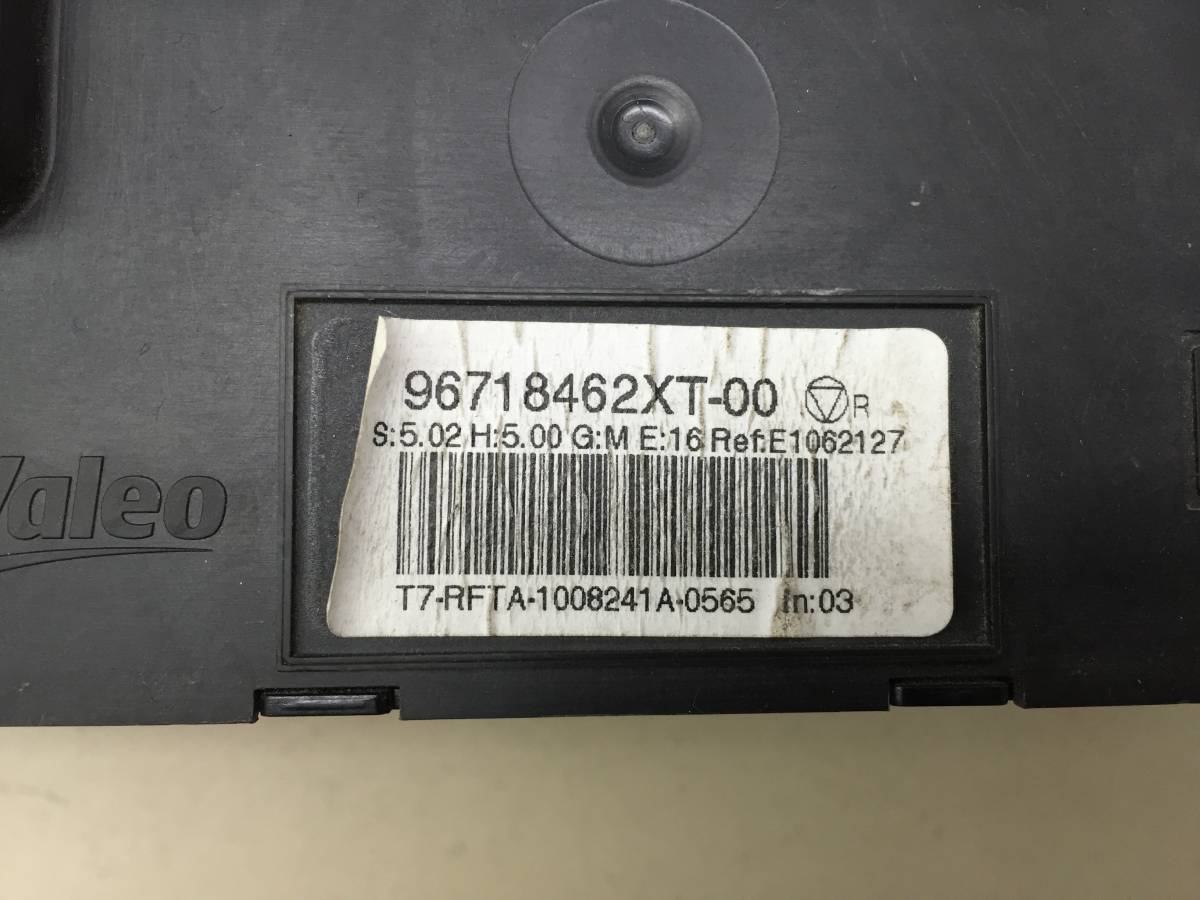 96718462XT-00 R
S:5.02 H:5.00 G:M E:16 Ref:E1062127
Valeo
T7-RFTA-1008241A-0565 In:03